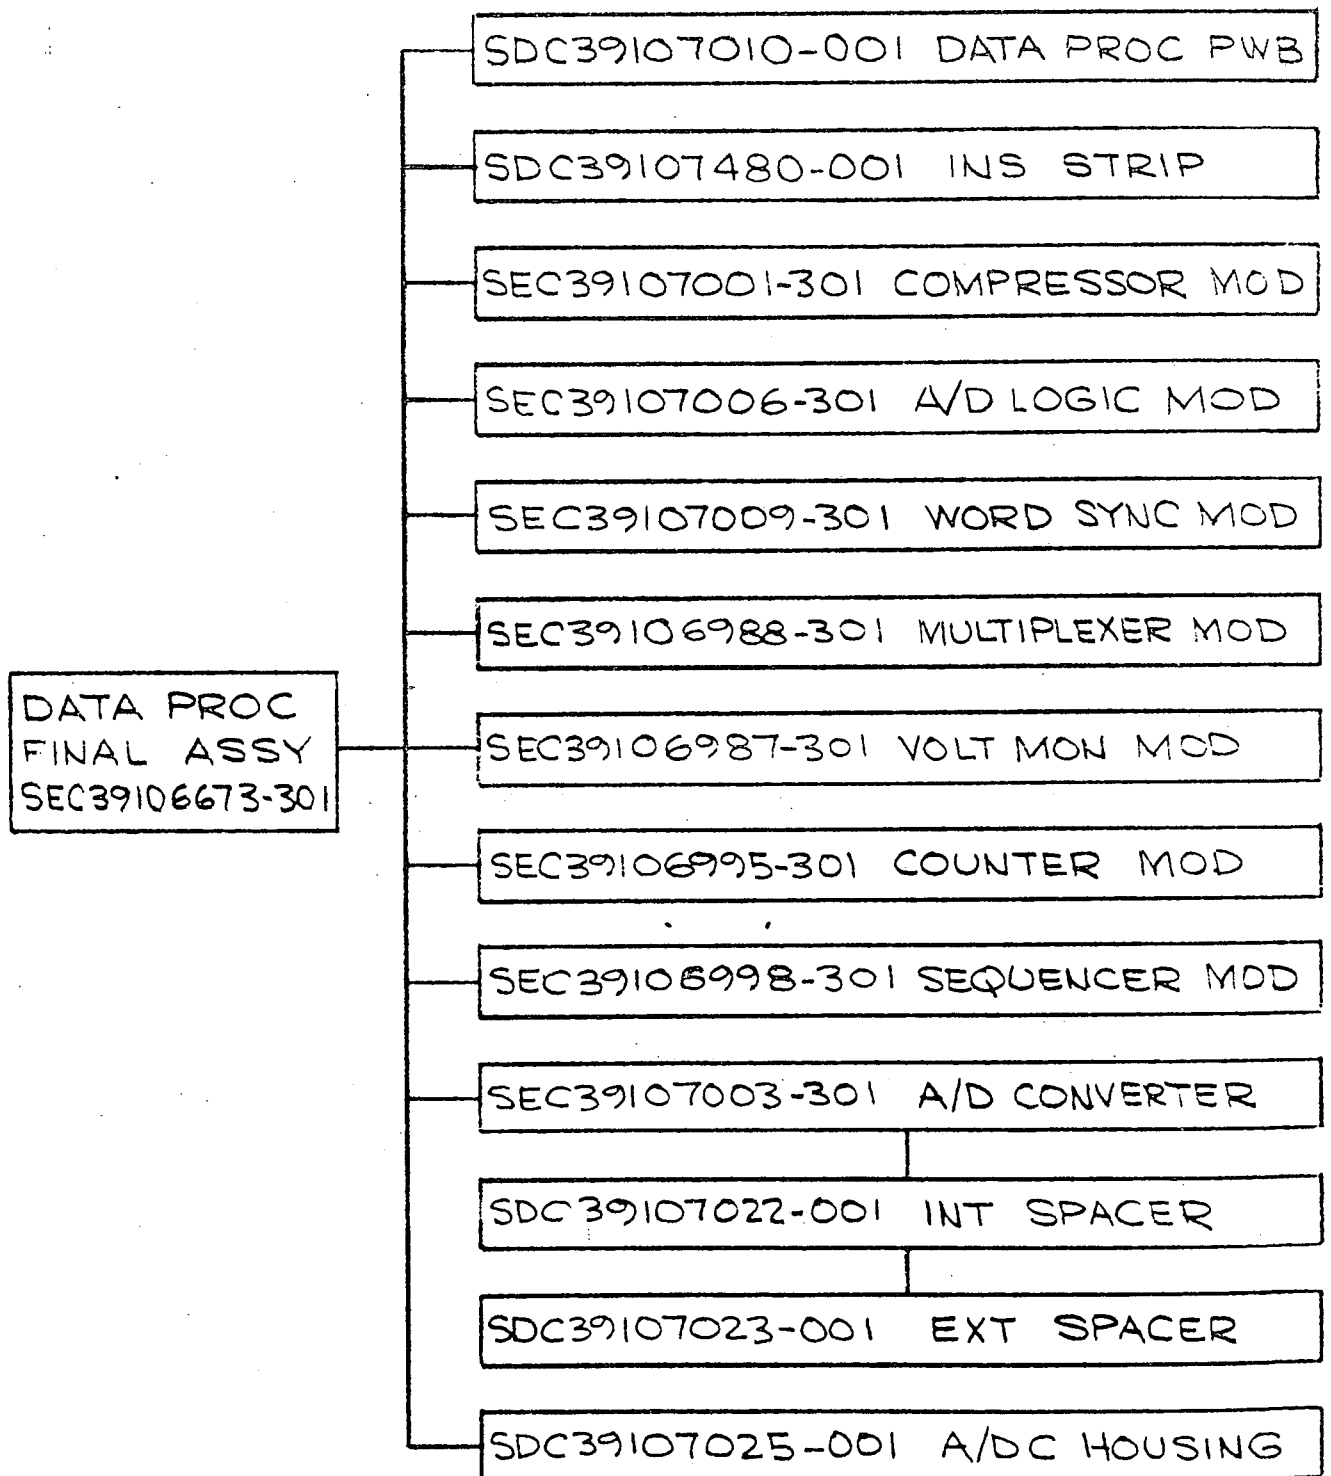 SDC39107010-001 DATA PROC PWB
SDC39107480-001 INS STRIP
SEC39107001-301 COMPRESSOR MOD
SEC39107006-301 A/D LOGIC MOD
SEC39107009-301 WORD SYNC MOD
SEC39106988-301 MULTIPLEXER MOD
DATA PROC
FINAL ASSY
SEC39106673-301
SEC39106987-301 VOLT MON MOD
SEC39106995-301 COUNTER MOD
SEC39106998-301 SEQUENCER MOD
SEC39107003-301 A/D CONVERTER
SDC39107022-001 INT SPACER
SDC39107023-001 EXT SPACER
SDC39107025-001 A/DC HOUSING